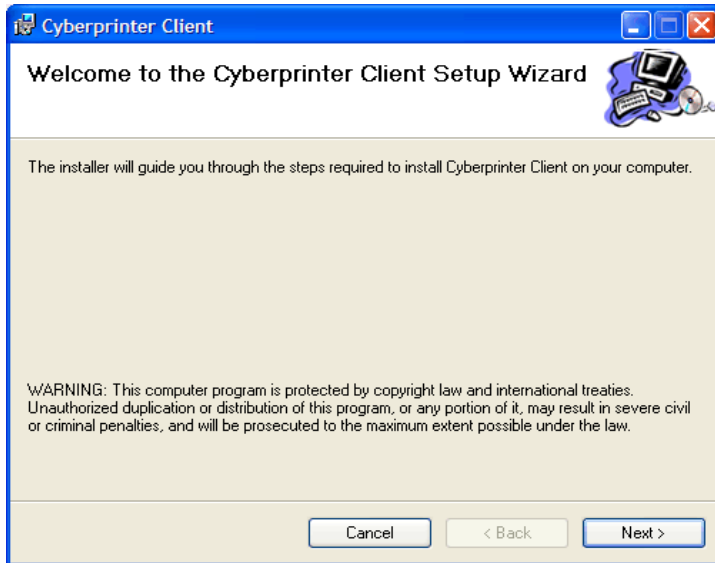 Cyberprinter Client
Welcome to the Cyberprinter Client Setup Wizard
The installer will guide you through the steps required to install Cyberprinter Client on your computer.
WARNING: This computer program is protected by copyright law and international treaties.
Unauthorized duplication or distribution of this program, or any portion of it, may result in severe civil
or criminal penalties, and will be prosecuted to the maximum extent possible under the law.
Cancel < Back Next >